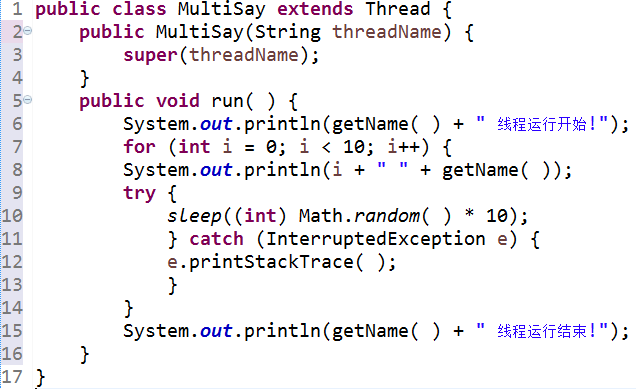 1 public class MultiSay extends Thread {
2 public MultiSay(String threadName) {
3 super(threadName);
4 }
5 public void run( ) {
6 System.out.println(getName( ) + " 线程运行开始!");
7 for (int i = 0; i < 10; i++) {
8 System.out.println(i + " " + getName( ));
9 try {
10 sleep((int) Math.random( ) * 10);
11 } catch (InterruptedException e) {
12 e.printStackTrace( );
13 }
14 }
15 System.out.println(getName( ) + " 线程运行结束!");
16 }
17 }